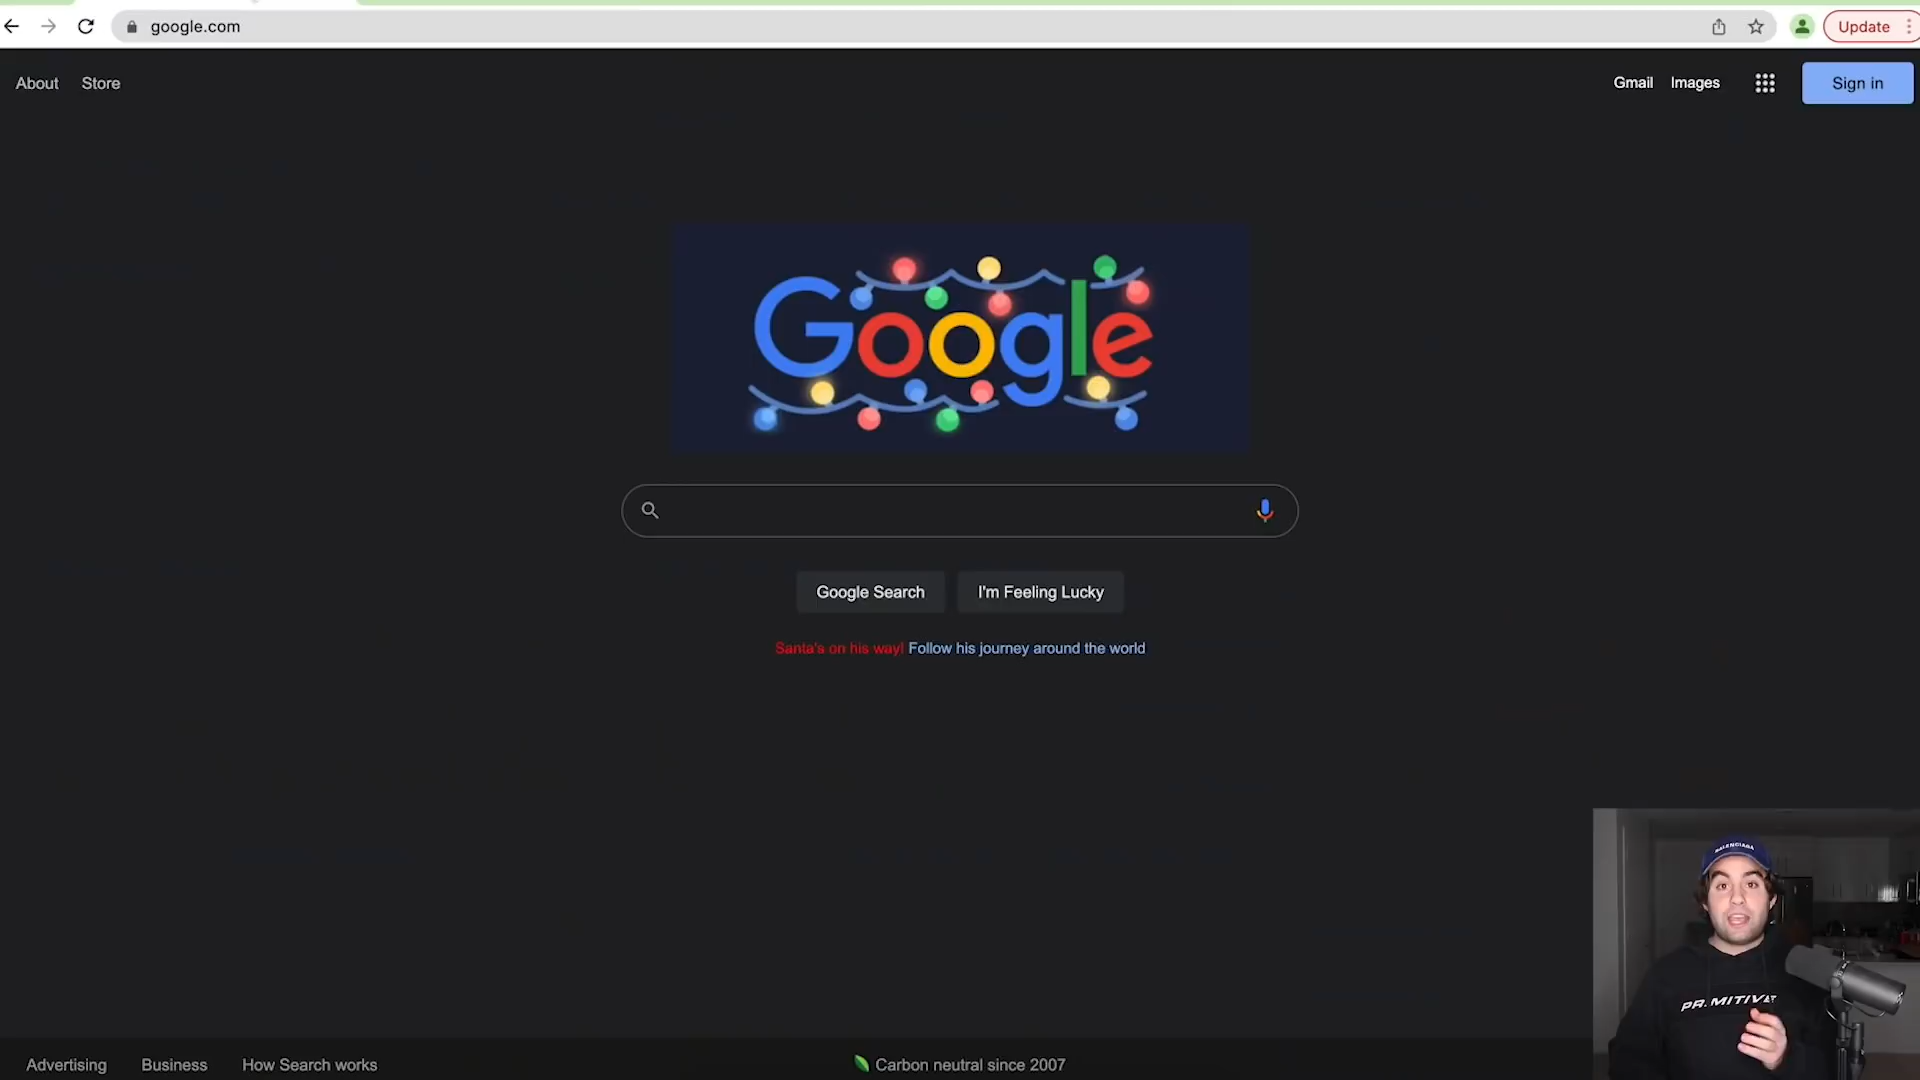 google.com
Update
About Store
Gmail Images
Sign in
Google
Google Search
I'm Feeling Lucky
Santa's on his way! Follow his journey around the world
BALENCIAGA
Advertising Business How Search works
Carbon neutral since 2007